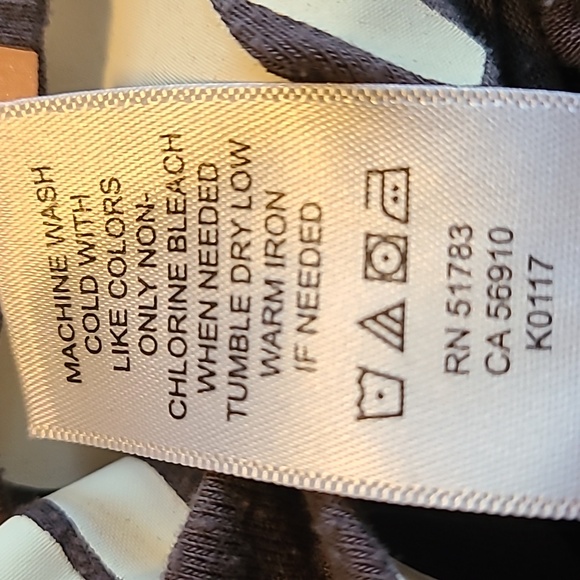 MACHINE WASH
COLD WITH
LIKE COLORS
ONLY NON-
CHLORINE BLEACH
WHEN NEEDED
TUMBLE DRY LOW
WARM IRON
IF NEEDED
RN 51783
CA 56910
K0117